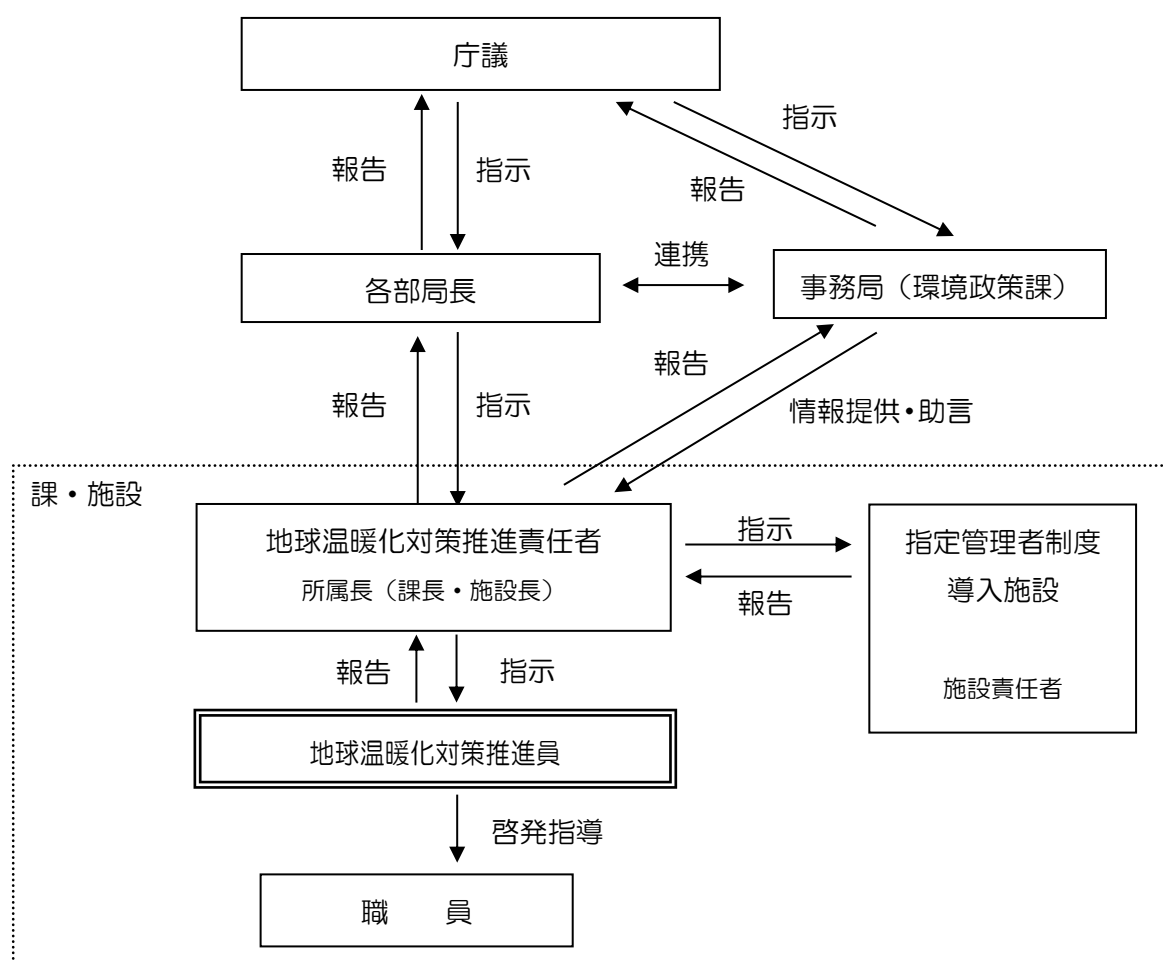 庁議
指示
報告
指示
報告
連携
各部局長
事務局（環境政策課）
報告
報告
指示
情報提供・助言
課・施設
地球温暖化対策推進責任者
所属長（課長・施設長）
指示
報告
指定管理者制度
導入施設
施設責任者
報告
指示
地球温暖化対策推進員
啓発指導
職　　員